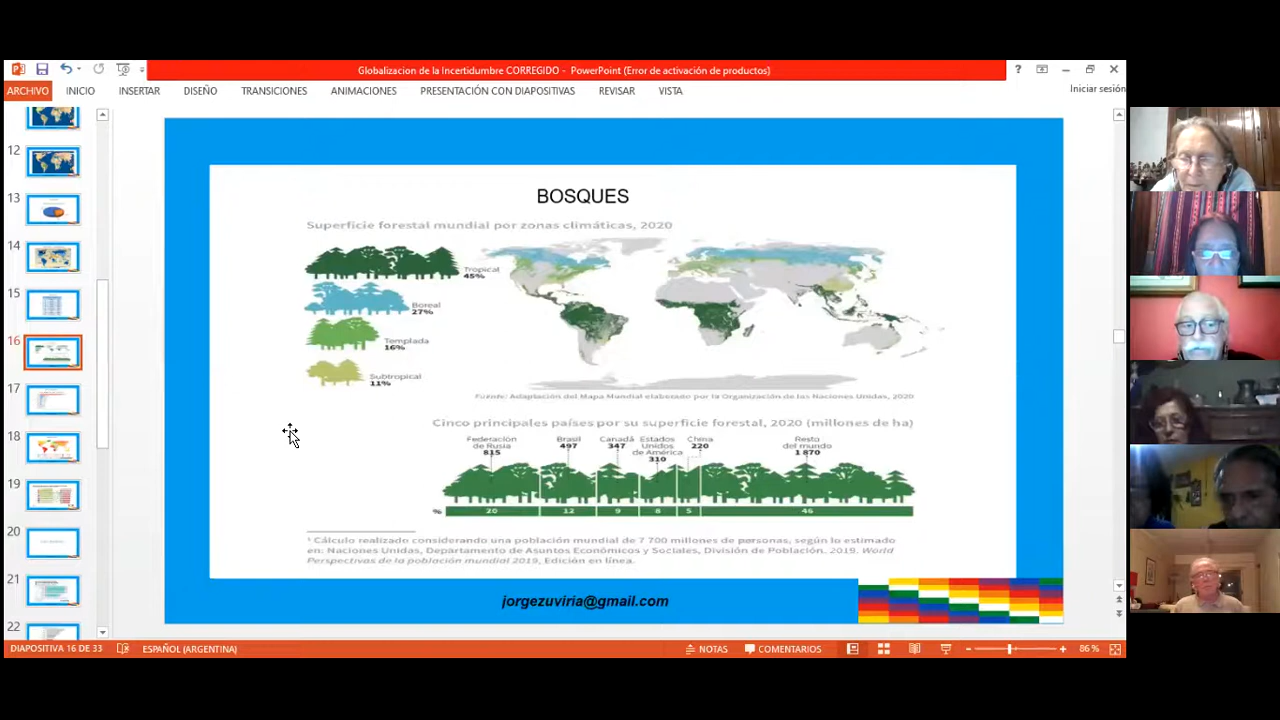 Globalizacion de la Incertidumbre CORREGIDO - PowerPoint (Error de activación de productos)
?
ARCHIVO INICIO INSERTAR DISEÑO TRANSICIONES ANIMACIONES PRESENTACIÓN CON DIAPOSITIVAS REVISAR VISTA Iniciar sesión
12
13
14
15
16
17
18
19
20
21
22
BOSQUES
Superficie forestal mundial por zonas climáticas, 2020
Tropical
45%
Boreal
27%
Templada
16%
Subtropical
11%
Fuente: Adaptación del Mapa Mundial elaborado por la Organización de las Naciones Unidas, 2020
Cinco principales países por su superficie forestal, 2020 (millones de ha)
Federación
de Rusia
815
Brasil
497
Canadá
347
Estados
Unidos
de América
310
China
220
Resto
del mundo
1 870
% 20 12 9 8 5 46
¹ Cálculo realizado considerando una población mundial de 7 700 millones de personas, según lo estimado
en: Naciones Unidas, Departamento de Asuntos Económicos y Sociales, División de Población. 2019. World
Perspectives de la población mundial 2019, Edición en línea.
jorgezuviria@gmail.com
DIAPOSITIVA 16 DE 33 ESPAÑOL (ARGENTINA) NOTAS COMENTARIOS 86 %